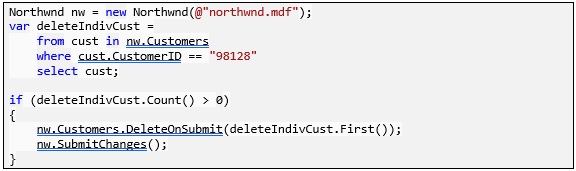 Northwnd nw = new Northwnd(@"northwnd.mdf");
var deleteIndivCust =
    from cust in nw.Customers
    where cust.CustomerID == "98128"
    select cust;

if (deleteIndivCust.Count() > 0)
{
    nw.Customers.DeleteOnSubmit(deleteIndivCust.First());
    nw.SubmitChanges();
}